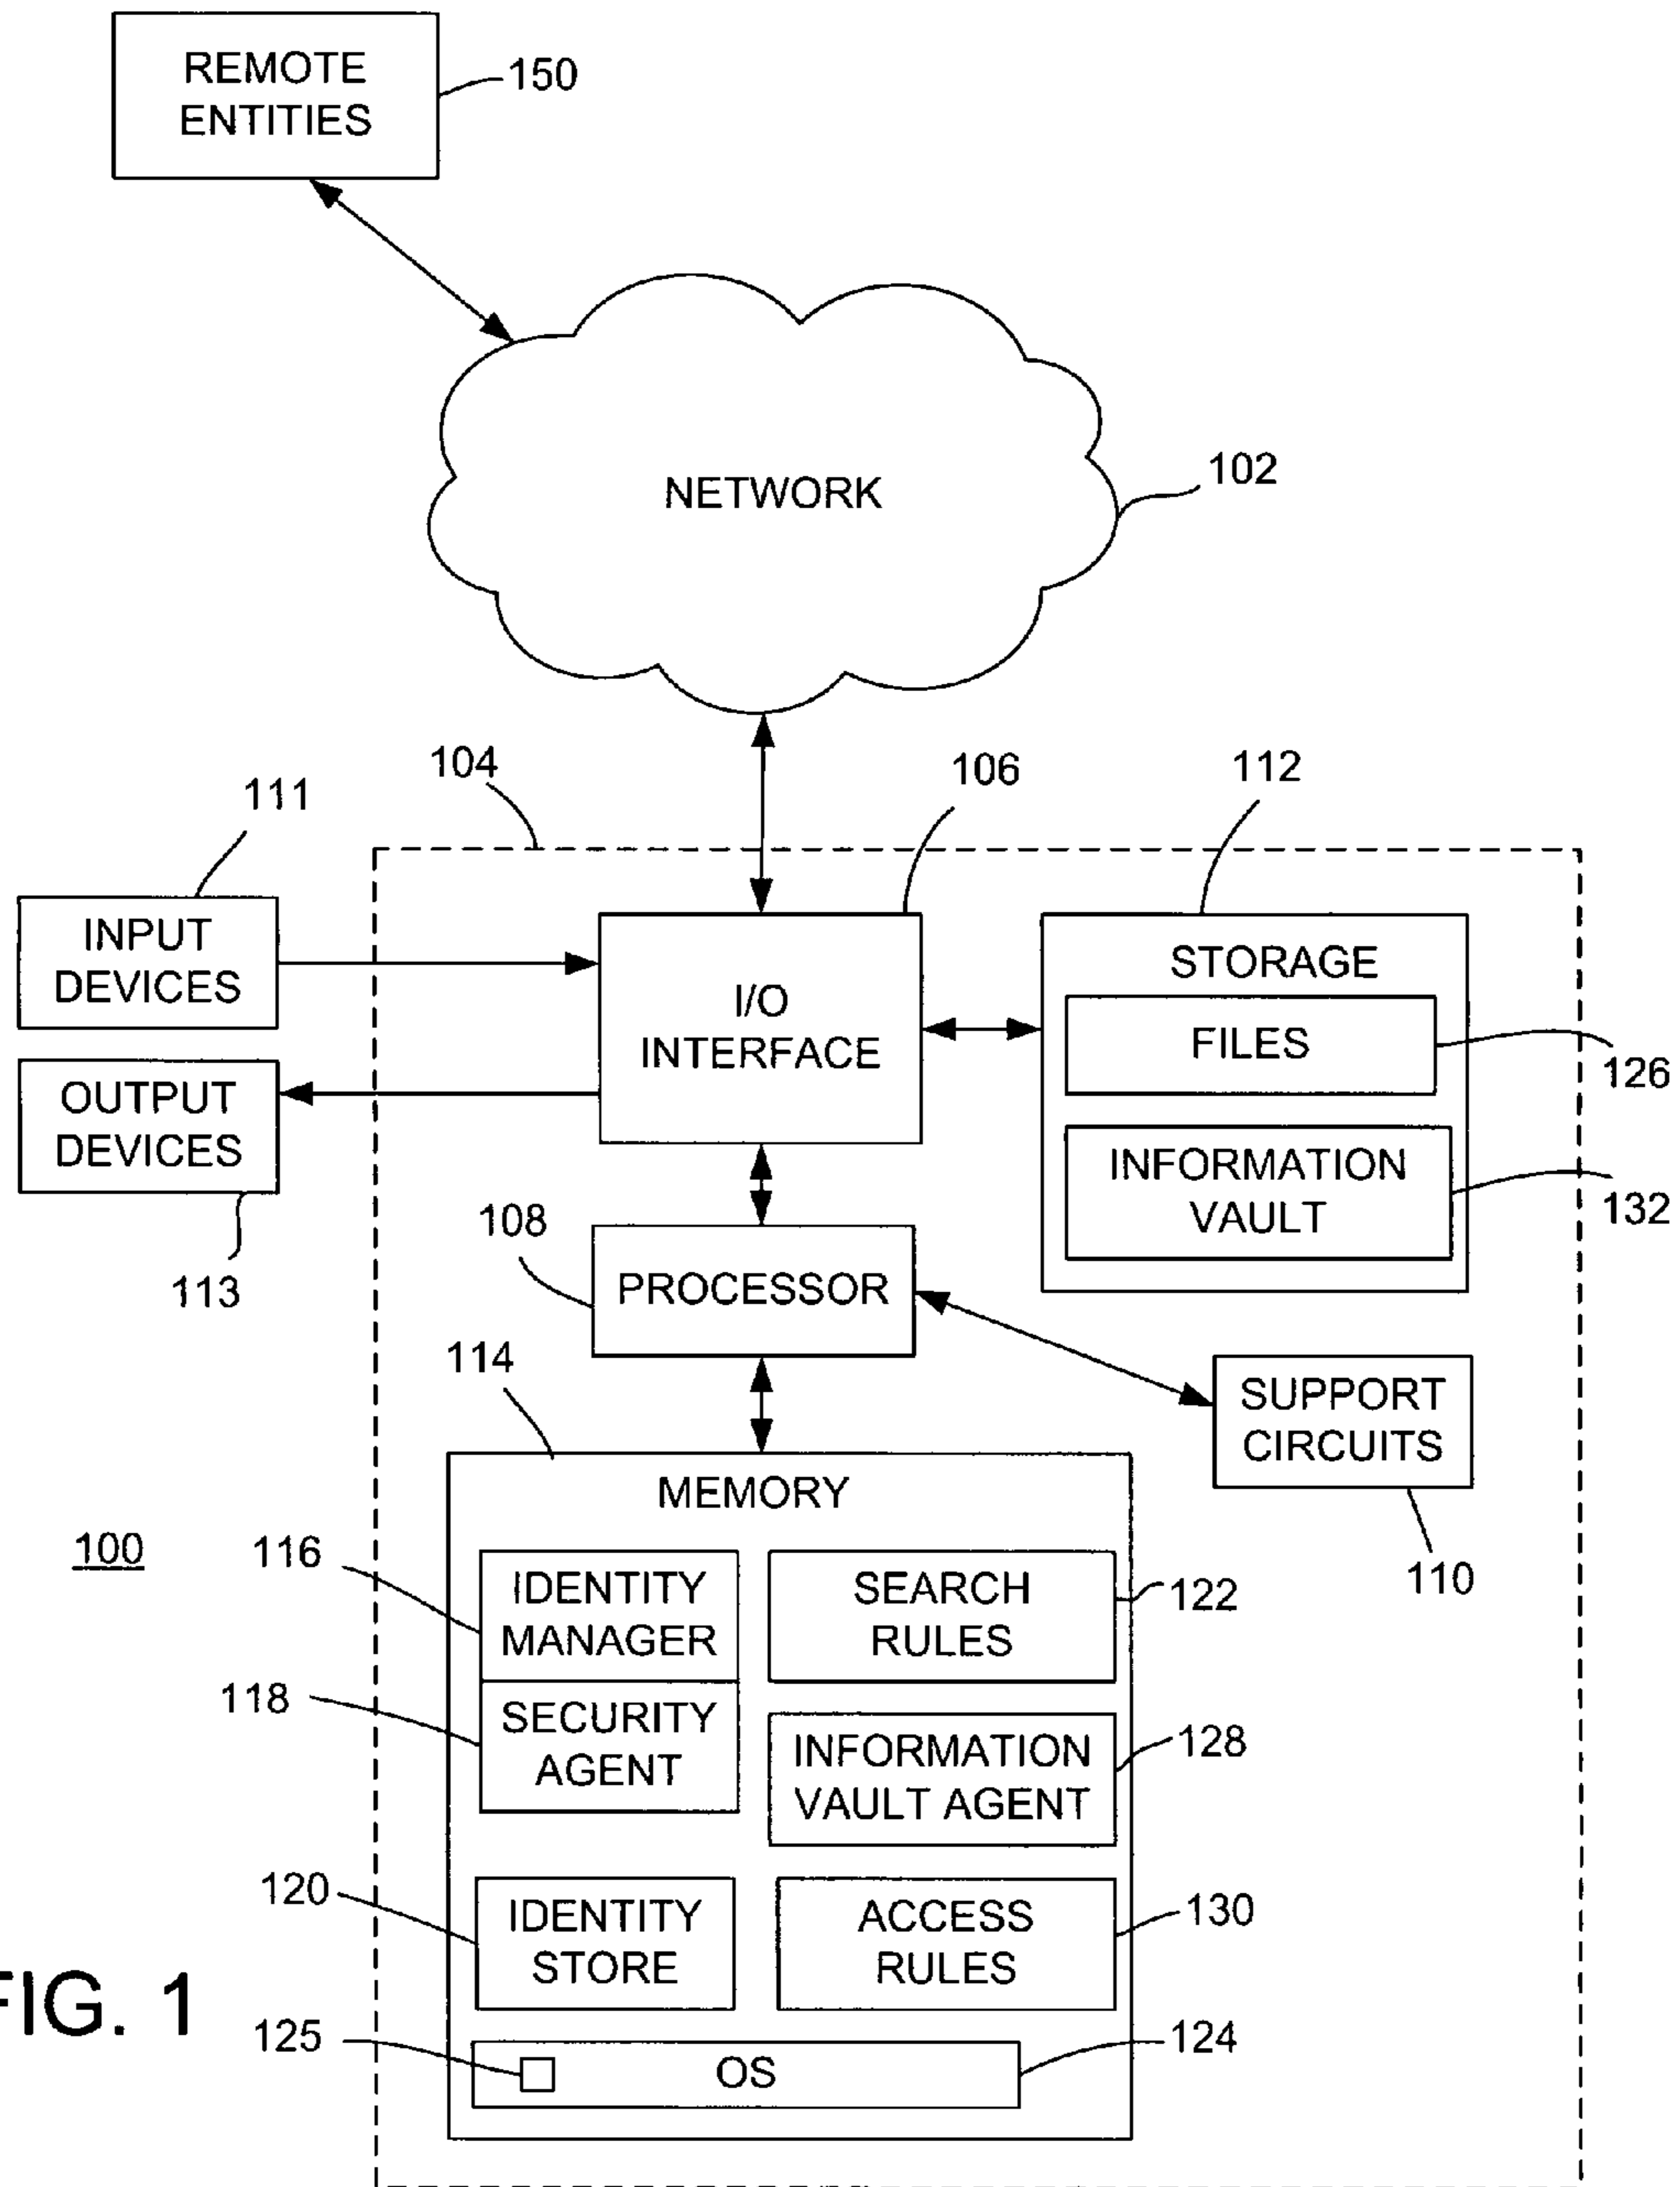 REMOTE
ENTITIES
150
NETWORK
102
104
106
112
111
INPUT
DEVICES
I/O
INTERFACE
STORAGE
FILES
126
OUTPUT
DEVICES
INFORMATION
VAULT
132
113
108
PROCESSOR
114
SUPPORT
CIRCUITS
110
MEMORY
100
116
IDENTITY
MANAGER
SEARCH
RULES
122
118
SECURITY
AGENT
INFORMATION
VAULT AGENT
128
120
IDENTITY
STORE
ACCESS
RULES
130
FIG. 1
125
OS
124